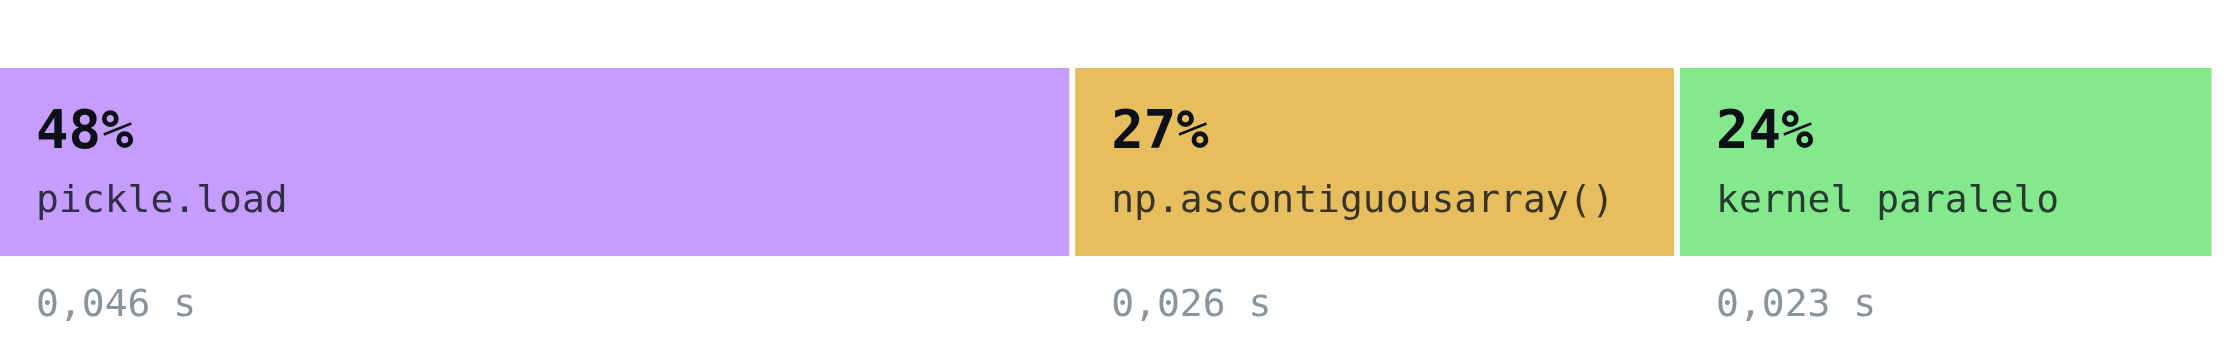 48%
pickle.load
0,046 s
27%
np.ascontiguousarray()
0,026 s
24%
kernel paralelo
0,023 s